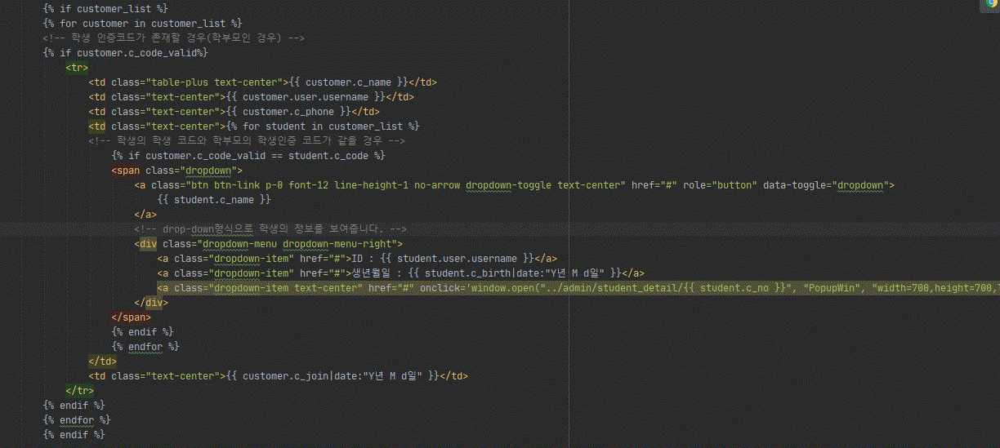 {% if customer_list %}
{% for customer in customer_list %}
<!-- 학생 인증코드가 존재할 경우(학부모인 경우) -->
{% if customer.c_code_valid%}
<tr>
<td class="table-plus text-center">{{ customer.c_name }}</td>
<td class="text-center">{{ customer.user.username }}</td>
<td class="text-center">{{ customer.c_phone }}</td>
<td class="text-center">{% for student in customer_list %}
<!-- 학생의 학생 코드와 학부모의 학생인증 코드가 같을 경우 -->
{% if customer.c_code_valid == student.c_code %}
<span class="dropdown">
<a class="btn btn-link p-0 font-12 line-height-1 no-arrow dropdown-toggle text-center" href="#" role="button" data-toggle="dropdown">
{{ student.c_name }}
</a>
<!-- drop-down형식으로 학생의 정보를 보여줍니다. -->
<div class="dropdown-menu dropdown-menu-right">
<a class="dropdown-item" href="#">ID : {{ student.user.username }}</a>
<a class="dropdown-item" href="#">생년월일 : {{ student.c_birth|date:"Y년 M d일" }}</a>
<a class="dropdown-item text-center" href="#" onclick='window.open("../admin/student_detail/{{ student.c_no }}", "PopupWin", "width=700,height=700,
</div>
</span>
{% endif %}
{% endfor %}
</td>
<td class="text-center">{{ customer.c_join|date:"Y년 M d일" }}</td>
</tr>
{% endif %}
{% endfor %}
{% endif %}